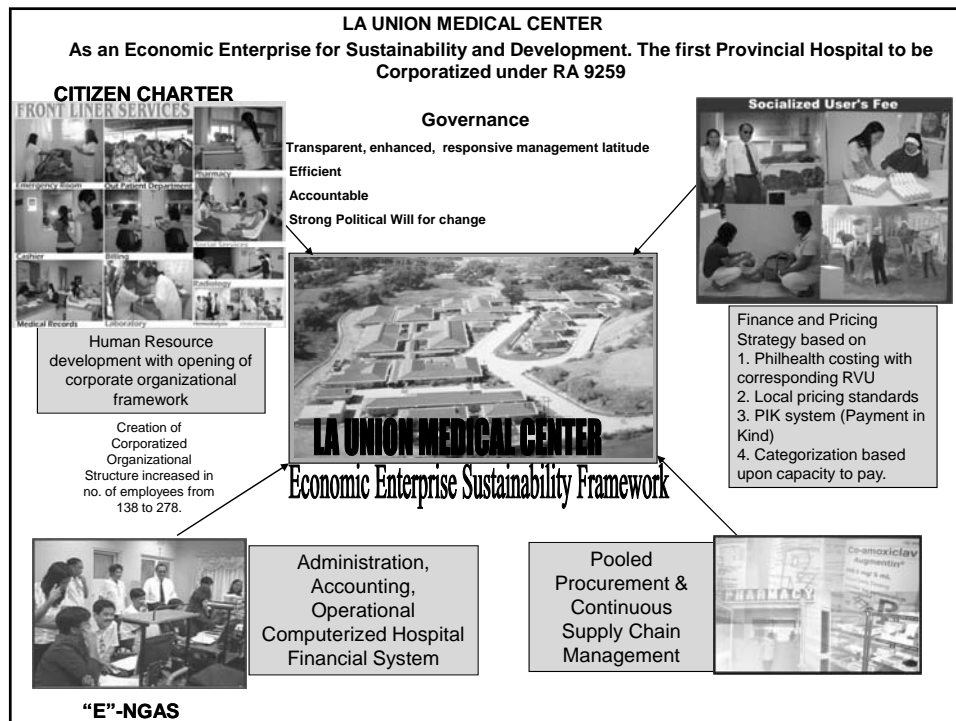 LA UNION MEDICAL CENTER
As an Economic Enterprise for Sustainability and Development. The first Provincial Hospital to be
Corporatized under RA 9259
CITIZEN CHARTER
FRONT LINER SERVICES
Emergency Room
Out Patient Department
Pharmacy
Social Services
Cashier
Billing
Radiology
Medical Records
Laboratory
Hemodialysis
Governance
Transparent, enhanced, responsive management latitude
Efficient
Accountable
Strong Political Will for change
Socialized User's Fee
Human Resource
development with opening of
corporate organizational
framework
Creation of
Corporatized
Organizational
Structure increased in
no. of employees from
138 to 278.
LA UNION MEDICAL CENTER
Economic Enterprise Sustainability Framework
Finance and Pricing
Strategy based on
1. Philhealth costing with
corresponding RVU
2. Local pricing standards
3. PIK system (Payment in
Kind)
4. Categorization based
upon capacity to pay.
Administration,
Accounting,
Operational
Computerized Hospital
Financial System
Pooled
Procurement &
Continuous
Supply Chain
Management
PHARMACY
Co-amoxiclav
Augmentin"
"E"-NGAS